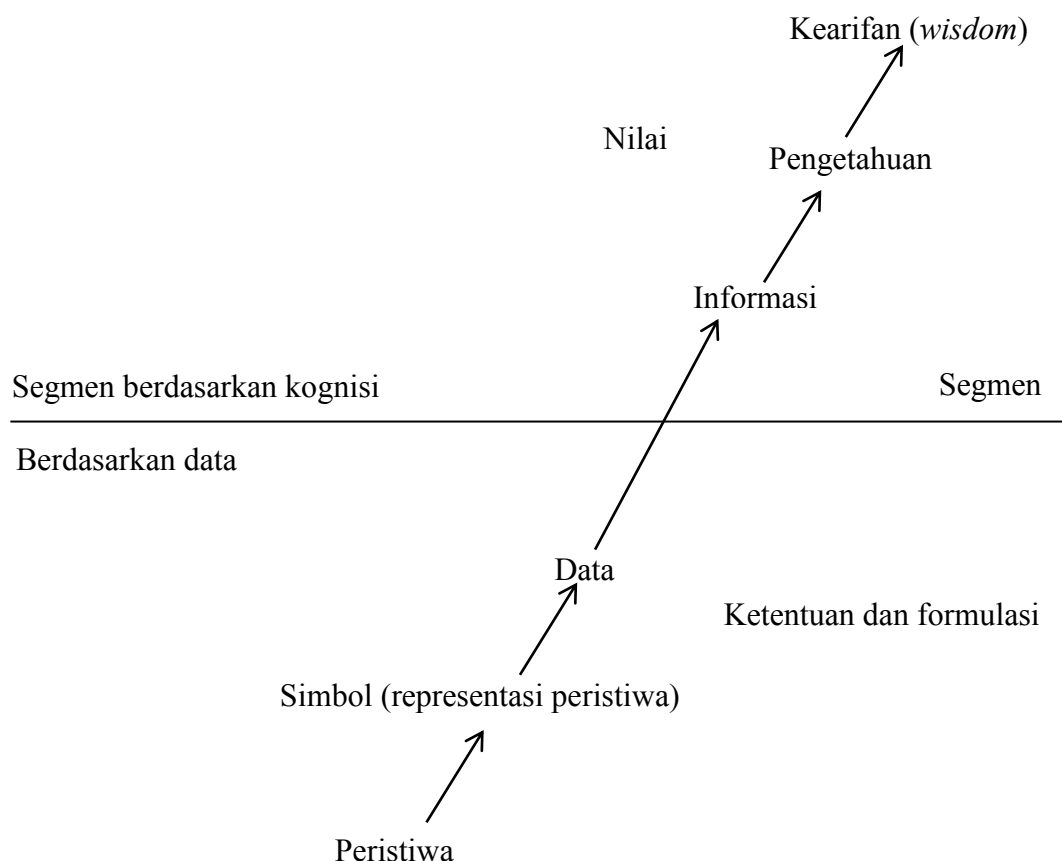 Kearifan (wisdom)
Nilai
Pengetahuan
Informasi
Segmen berdasarkan kognisi
Segmen
Berdasarkan data
Data
Ketentuan dan formulasi
Simbol (representasi peristiwa)
Peristiwa